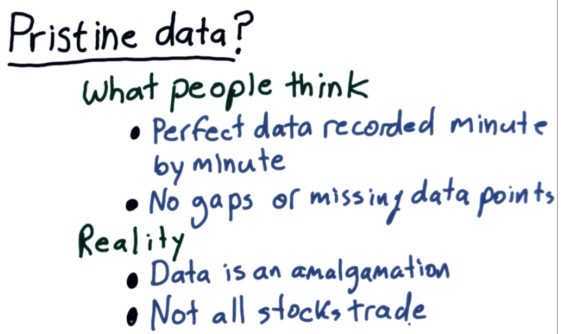 Pristine data?
What people think
• Perfect data recorded minute
by minute
• No gaps or missing data points
Reality
• Data is an amalgamation
• Not all stocks trade